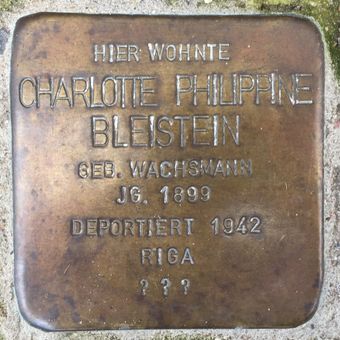 HIER WOHNTE
CHARLOTTE PHILIPPINE
BLEISTEIN
GEB. WACHSMANN
JG. 1899
DEPORTIERT 1942
RIGA
? ? ?